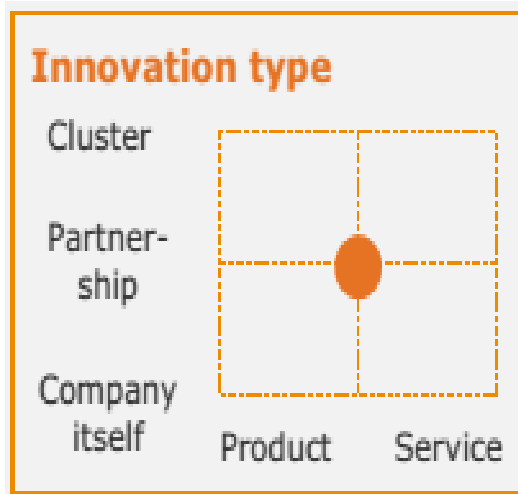 Innovation type
Cluster
Partner-
ship
Company
itself
Product Service